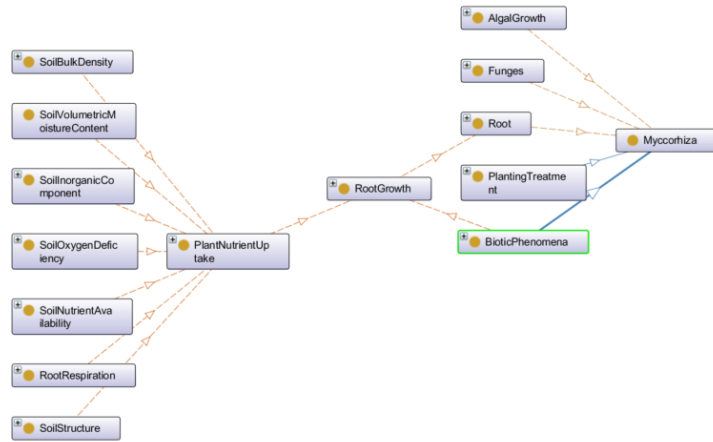 AlgalGrowth
SoilBulkDensity
Funges
SoilVolumetricM
oistureContent
Root
Myccorhiza
SoilInorganicCo
mponent
RootGrowth
PlantingTreatme
nt
SoilOxygenDefic
iency
PlantNutrientUp
take
BioticPhenomena
SoilNutrientAva
ilability
RootRespiration
SoilStructure